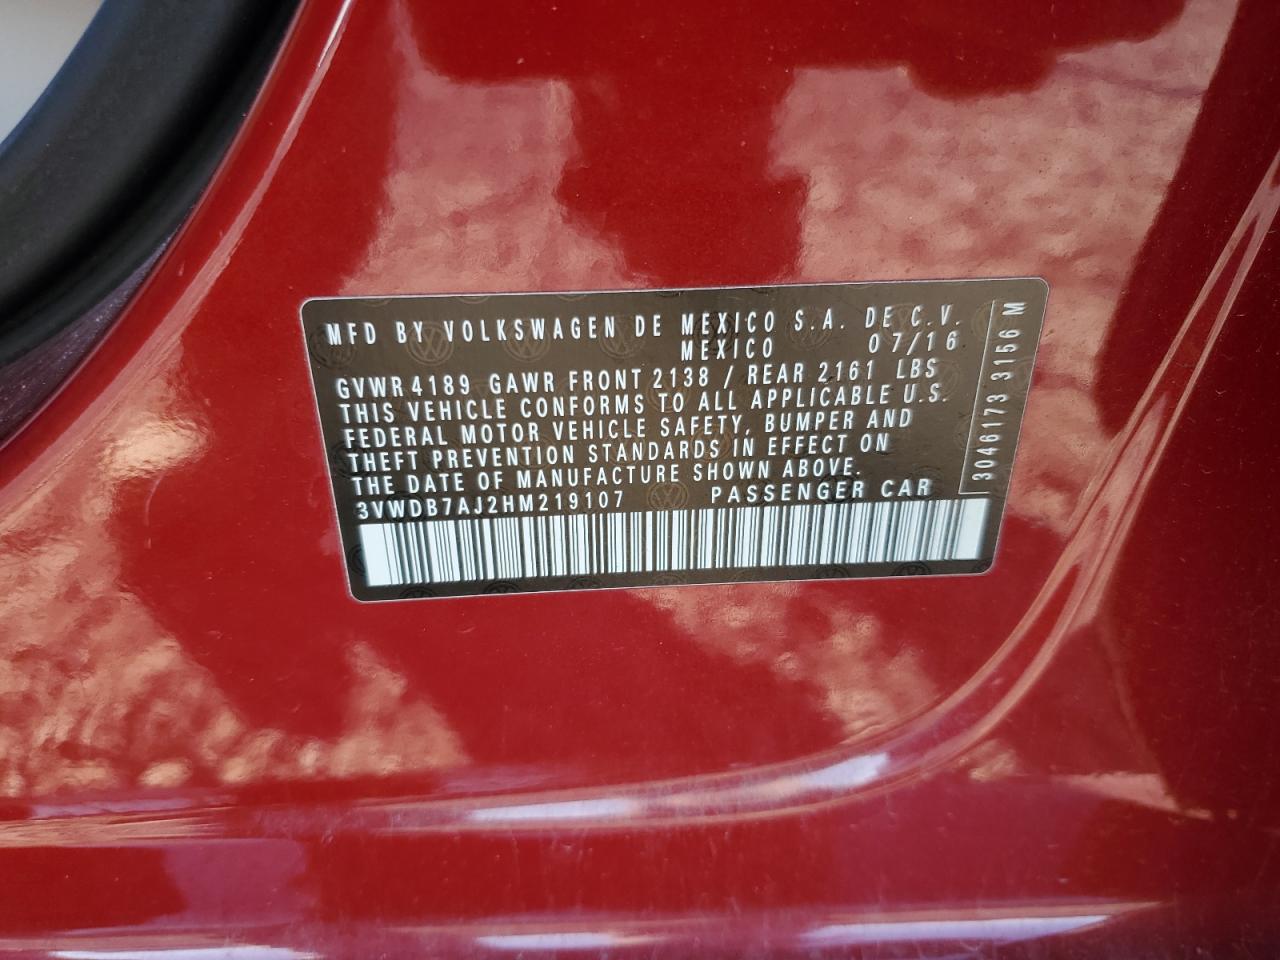 MFD BY VOLKSWAGEN DE MEXICO S.A. DE C.V.
MEXICO 07/16
GVWR 4189 GAWR FRONT 2138 / REAR 2161 LBS
THIS VEHICLE CONFORMS TO ALL APPLICABLE U.S.
FEDERAL MOTOR VEHICLE SAFETY, BUMPER AND
THEFT PREVENTION STANDARDS IN EFFECT ON
THE DATE OF MANUFACTURE SHOWN ABOVE.
3VWDB7AJ2HM219107 PASSENGER CAR
3046173 3156 M